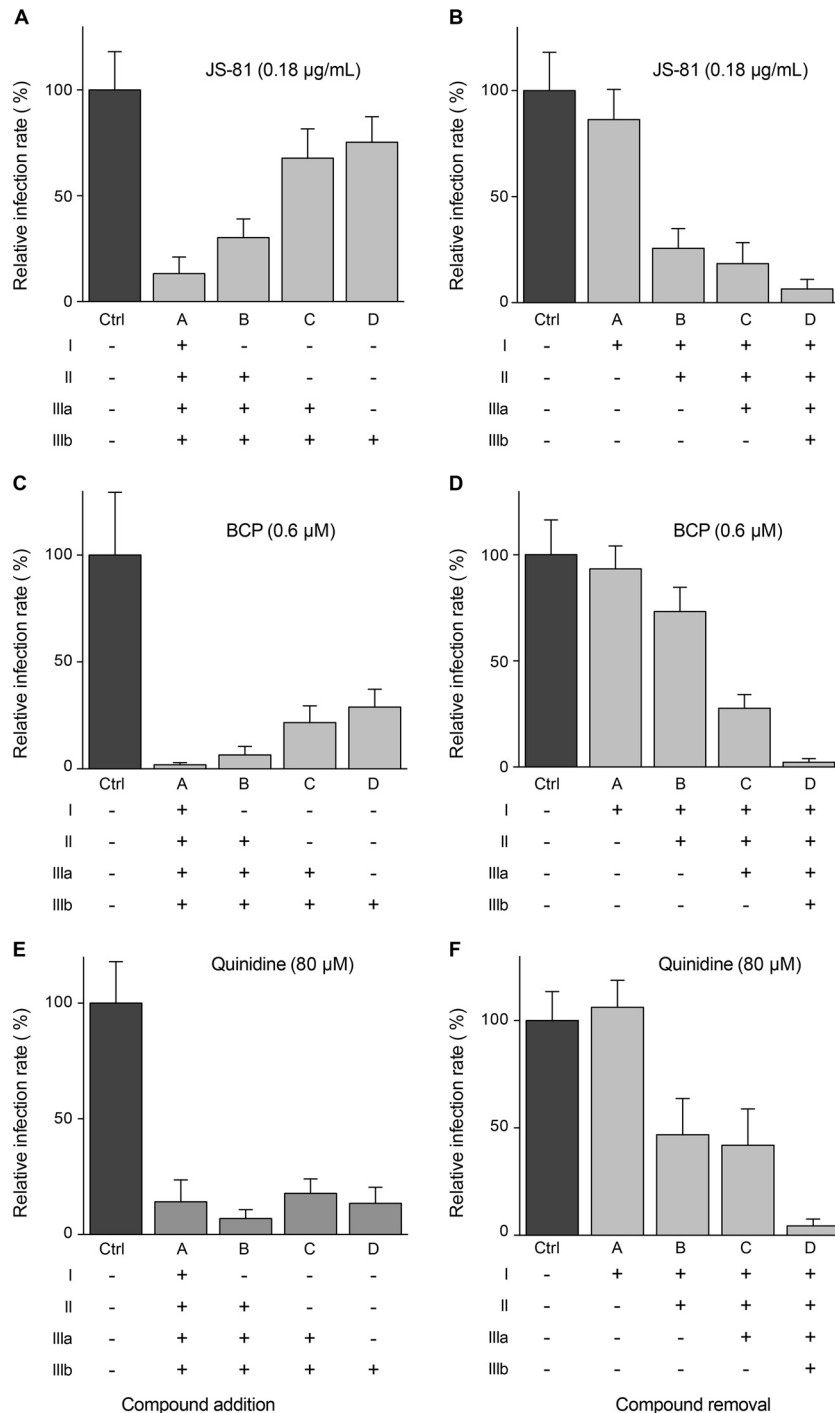 A
JS-81 (0.18 µg/mL)
Relative infection rate ( %)
100
50
0
Ctrl A B C D
I - + - - -
II - + + - -
IIIa - + + + -
IIIb - + + + +
B
JS-81 (0.18 µg/mL)
Relative infection rate ( %)
100
50
0
Ctrl A B C D
I - + + + +
II - - + + +
IIIa - - - + +
IIIb - - - - +
C
BCP (0.6 µM)
Relative infection rate ( %)
100
50
0
Ctrl A B C D
I - + - - -
II - + + - -
IIIa - + + + -
IIIb - + + + +
D
BCP (0.6 µM)
Relative infection rate ( %)
100
50
0
Ctrl A B C D
I - + + + +
II - - + + +
IIIa - - - + +
IIIb - - - - +
E
Quinidine (80 µM)
Relative infection rate ( %)
100
50
0
Ctrl A B C D
I - + - - -
II - + + - -
IIIa - + + + -
IIIb - + + + +
Compound addition
F
Quinidine (80 µM)
Relative infection rate ( %)
100
50
0
Ctrl A B C D
I - + + + +
II - - + + +
IIIa - - - + +
IIIb - - - - +
Compound removal